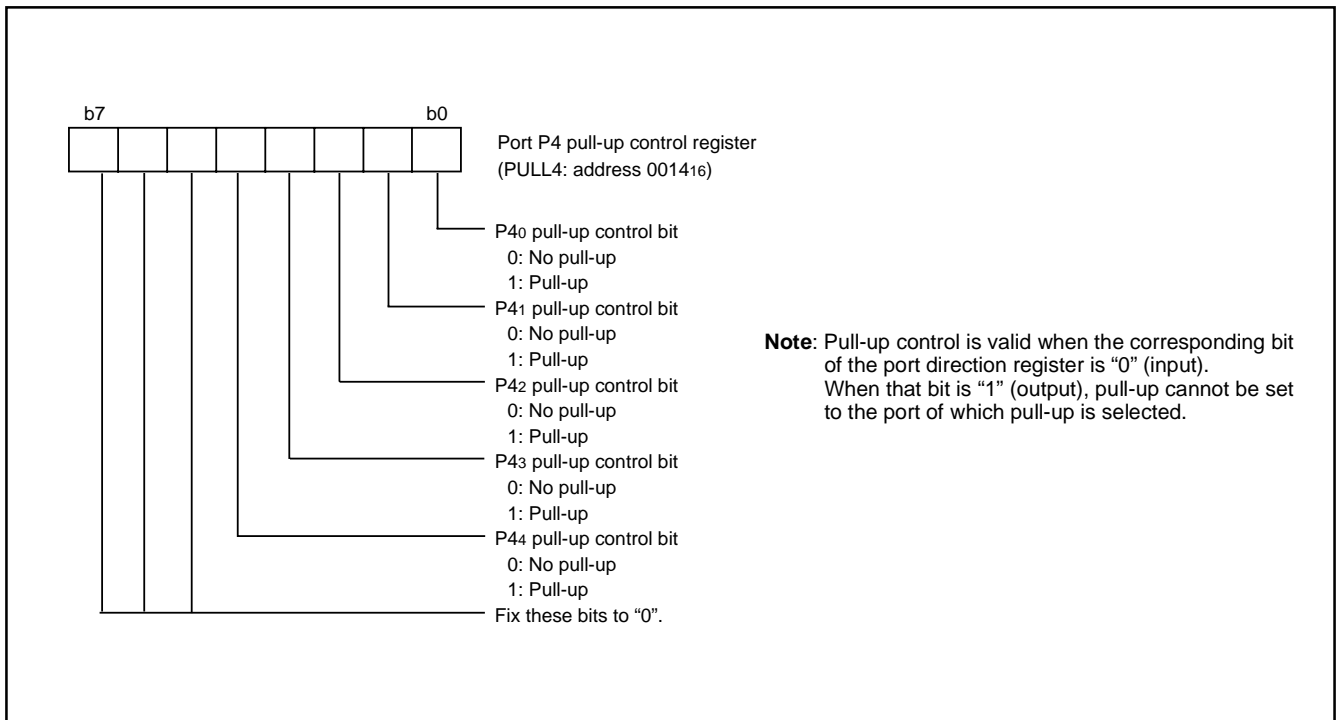 b7 b0
Port P4 pull-up control register
(PULL4: address 001416)
P40 pull-up control bit
0: No pull-up
1: Pull-up
P41 pull-up control bit
0: No pull-up
1: Pull-up
P42 pull-up control bit
0: No pull-up
1: Pull-up
P43 pull-up control bit
0: No pull-up
1: Pull-up
P44 pull-up control bit
0: No pull-up
1: Pull-up
Fix these bits to “0”.
Note: Pull-up control is valid when the corresponding bit
of the port direction register is “0” (input).
When that bit is “1” (output), pull-up cannot be set
to the port of which pull-up is selected.